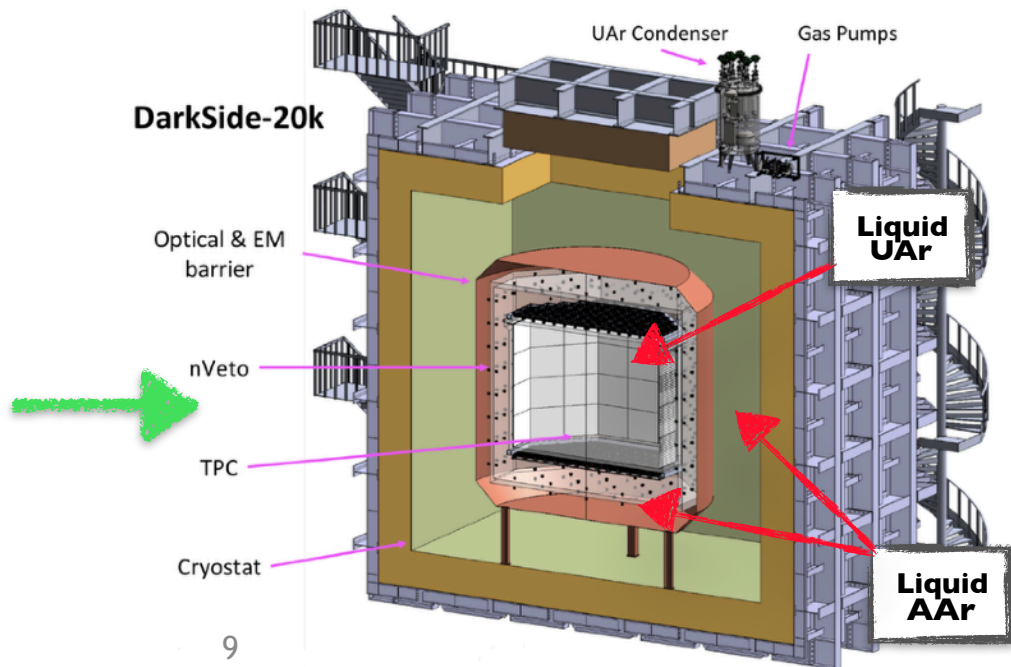 UAr Condenser
Gas Pumps
DarkSide-20k
Liquid
UAr
Optical & EM
barrier
nVeto
TPC
Cryostat
Liquid
AAr
9